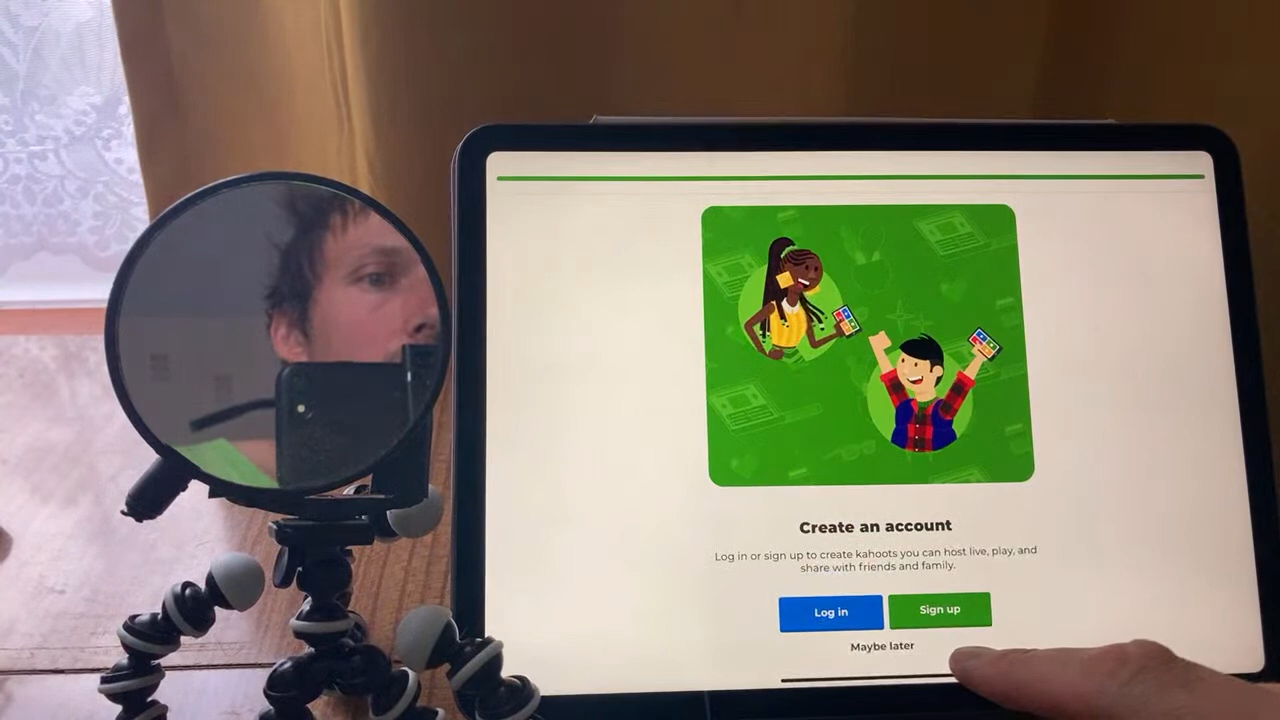 Create an account
Log in or sign up to create kahoots you can host live, play, and
share with friends and family.
Log in
Sign up
Maybe later